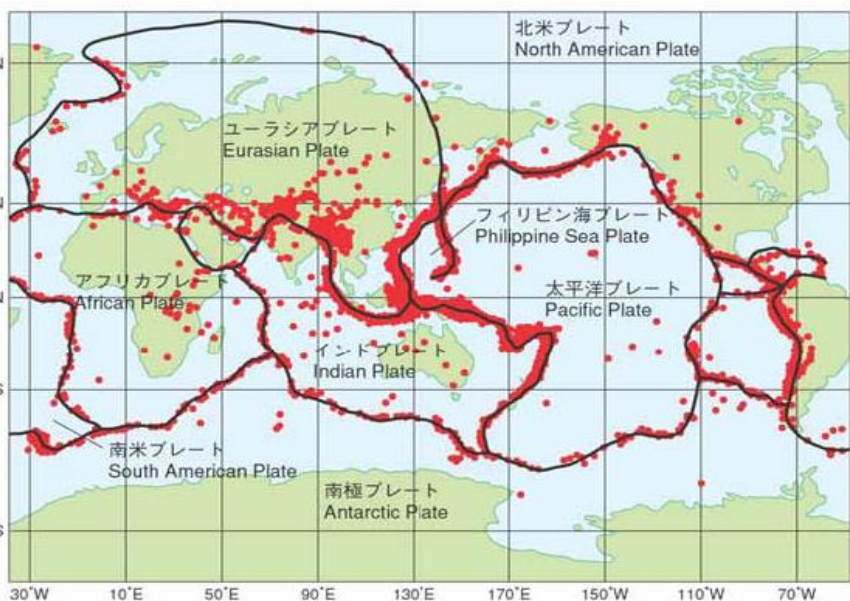 北米プレート
North American Plate
N
ユーラシアプレート
Eurasian Plate
N
フィリピン海プレート
Philippine Sea Plate
アフリカプレート
African Plate
太平洋プレート
Pacific Plate
N
インドプレート
Indian Plate
S
南米プレート
South American Plate
南極プレート
Antarctic Plate
S
30°W 10°E 50°E 90°E 130°E 170°E 150°W 110°W 70°W